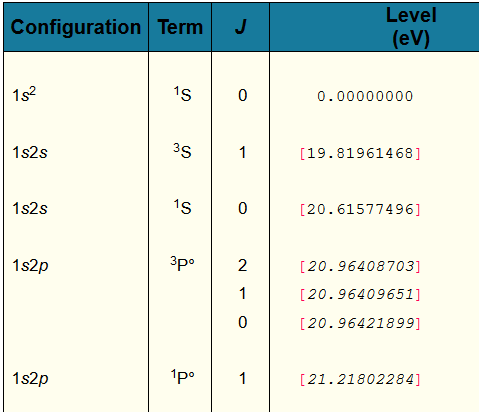 Configuration Term J Level
(eV)
1s² ¹S 0 0.00000000
1s2s ³S 1 [19.81961468]
1s2s ¹S 0 [20.61577496]
1s2p ³P° 2 [20.96408703]
1 [20.96409651]
0 [20.96421899]
1s2p ¹P° 1 [21.21802284]